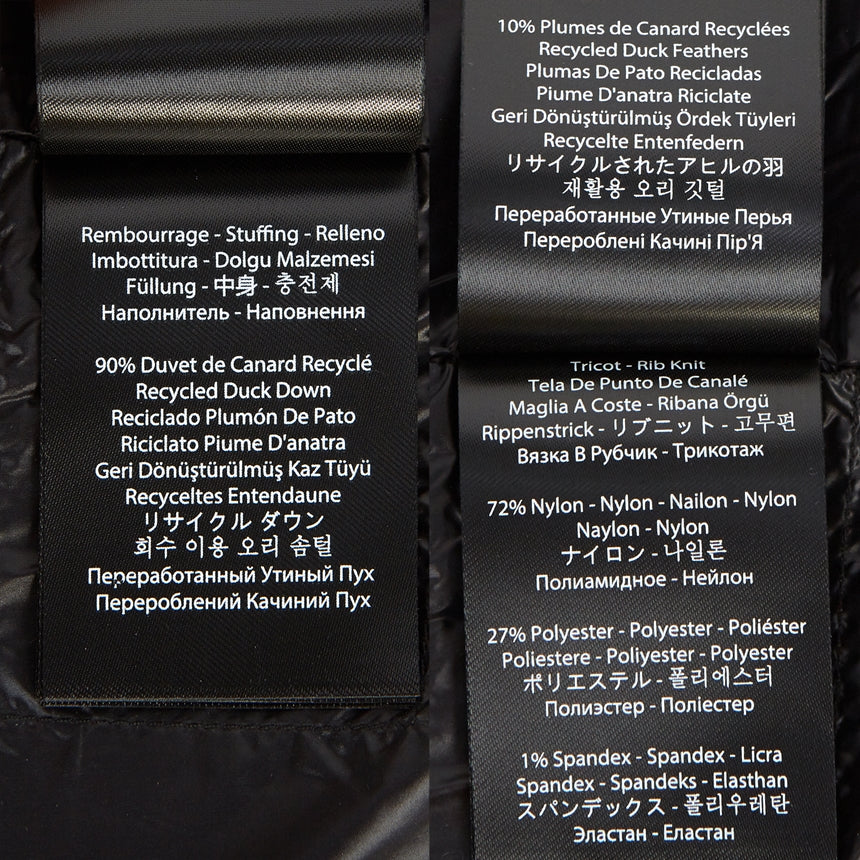 Rembourrage - Stuffing - Relleno
Imbottitura - Dolgu Malzemesi
Füllung - 中身 - 충전제
Наполнитель - Наповнення
90% Duvet de Canard Recyclé
Recycled Duck Down
Reciclado Plumón De Pato
Riciclato Piume D'anatra
Geri Dönüştürülmüş Kaz Tüyü
Recyceltes Entendaune
リサイクル ダウン
회수 이용 오리 솜털
Переработанный Утиный Пух
Перероблений Качиний Пух
10% Plumes de Canard Recyclées
Recycled Duck Feathers
Plumas De Pato Recicladas
Piume D'anatra Riciclate
Geri Dönüştürülmüş Ördek Tüyleri
Recycelte Entenfedern
リサイクルされたアヒルの羽
재활용 오리 깃털
Переработанные Утиные Перья
Перероблені Качині Пір'Я
Tricot - Rib Knit
Tela De Punto De Canalé
Maglia A Coste - Ribana Örgü
Rippenstrick - リブニット - 고무편
Вязка В Рубчик - Трикотаж
72% Nylon - Nylon - Nailon - Nylon
Naylon - Nylon
ナイロン - 나일론
Полиамидное - Нейлон
27% Polyester - Polyester - Poliéster
Poliestere - Poliyester - Polyester
ポリエステル - 폴리에스터
Полиэстер - Поліестер
1% Spandex - Spandex - Licra
Spandex - Spandeks - Elasthan
スパンデックス - 폴리우레탄
Эластан - Еластан